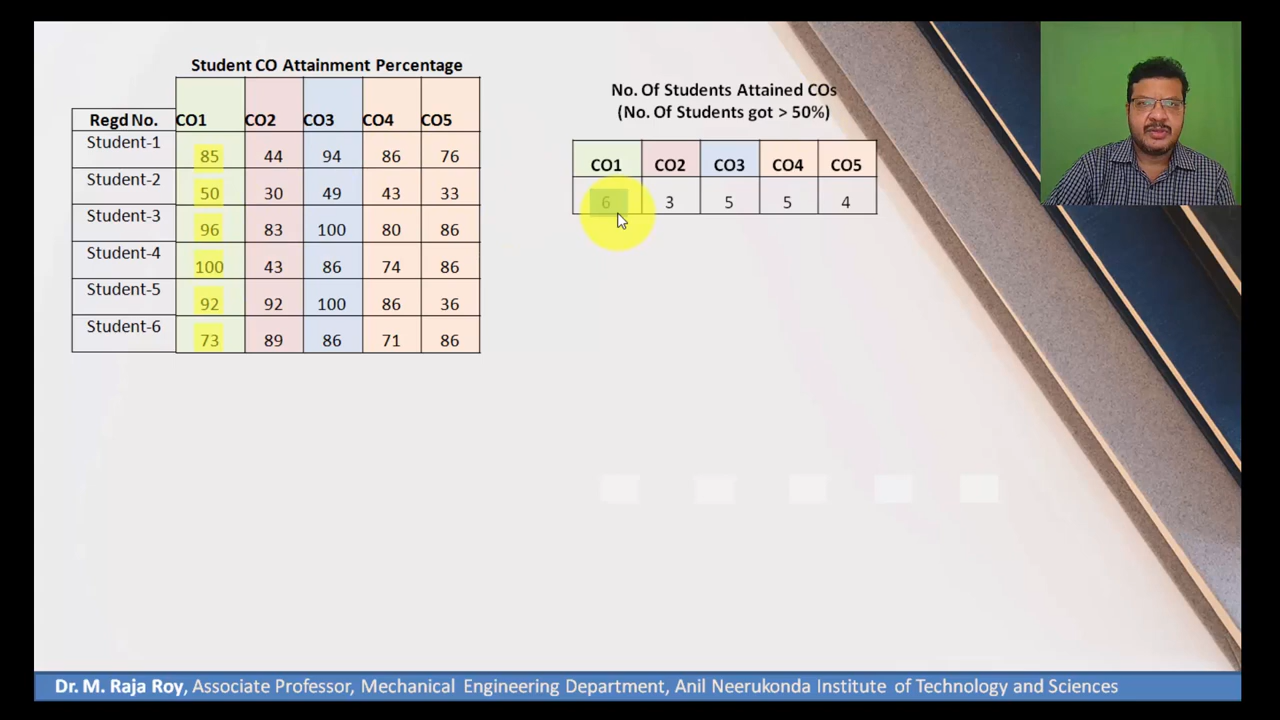 Student CO Attainment Percentage
Regd No. CO1 CO2 CO3 CO4 CO5
Student-1 85 44 94 86 76
Student-2 50 30 49 43 33
Student-3 96 83 100 80 86
Student-4 100 43 86 74 86
Student-5 92 92 100 86 36
Student-6 73 89 86 71 86
No. Of Students Attained COs
(No. Of Students got > 50%)
CO1 CO2 CO3 CO4 CO5
6 3 5 5 4
Dr. M. Raja Roy, Associate Professor, Mechanical Engineering Department, Anil Neerukonda Institute of Technology and Sciences